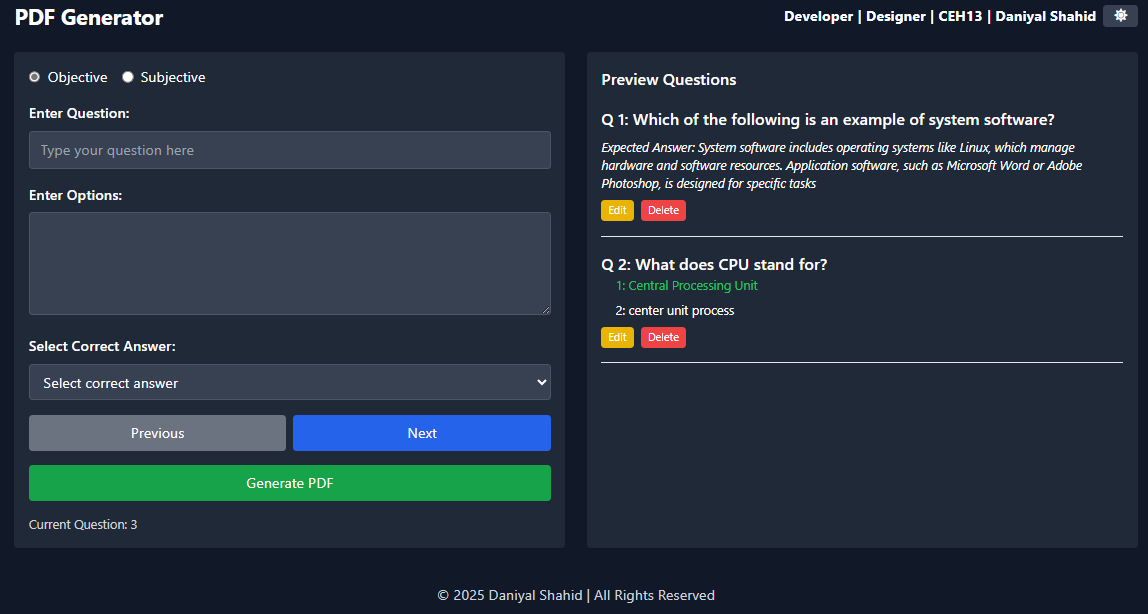 PDF Generator
Developer | Designer | CEH13 | Daniyal Shahid
Objective
Subjective
Enter Question:
Type your question here
Enter Options:
Select Correct Answer:
Select correct answer
Previous
Next
Generate PDF
Current Question: 3
Preview Questions
Q 1: Which of the following is an example of system software?
Expected Answer: System software includes operating systems like Linux, which manage
hardware and software resources. Application software, such as Microsoft Word or Adobe
Photoshop, is designed for specific tasks
Edit
Delete
Q 2: What does CPU stand for?
1: Central Processing Unit
2: center unit process
Edit
Delete
© 2025 Daniyal Shahid | All Rights Reserved